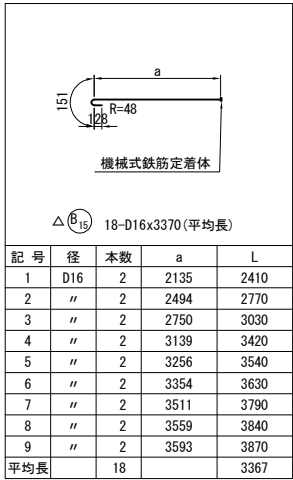 a
151
R=48
128
機械式鉄筋定着体
△ B15 18-D16x3370(平均長)
記 号 径 本数 a L
1 D16 2 2135 2410
2 〃 2 2494 2770
3 〃 2 2750 3030
4 〃 2 3139 3420
5 〃 2 3256 3540
6 〃 2 3354 3630
7 〃 2 3511 3790
8 〃 2 3559 3840
9 〃 2 3593 3870
平均長 18 3367